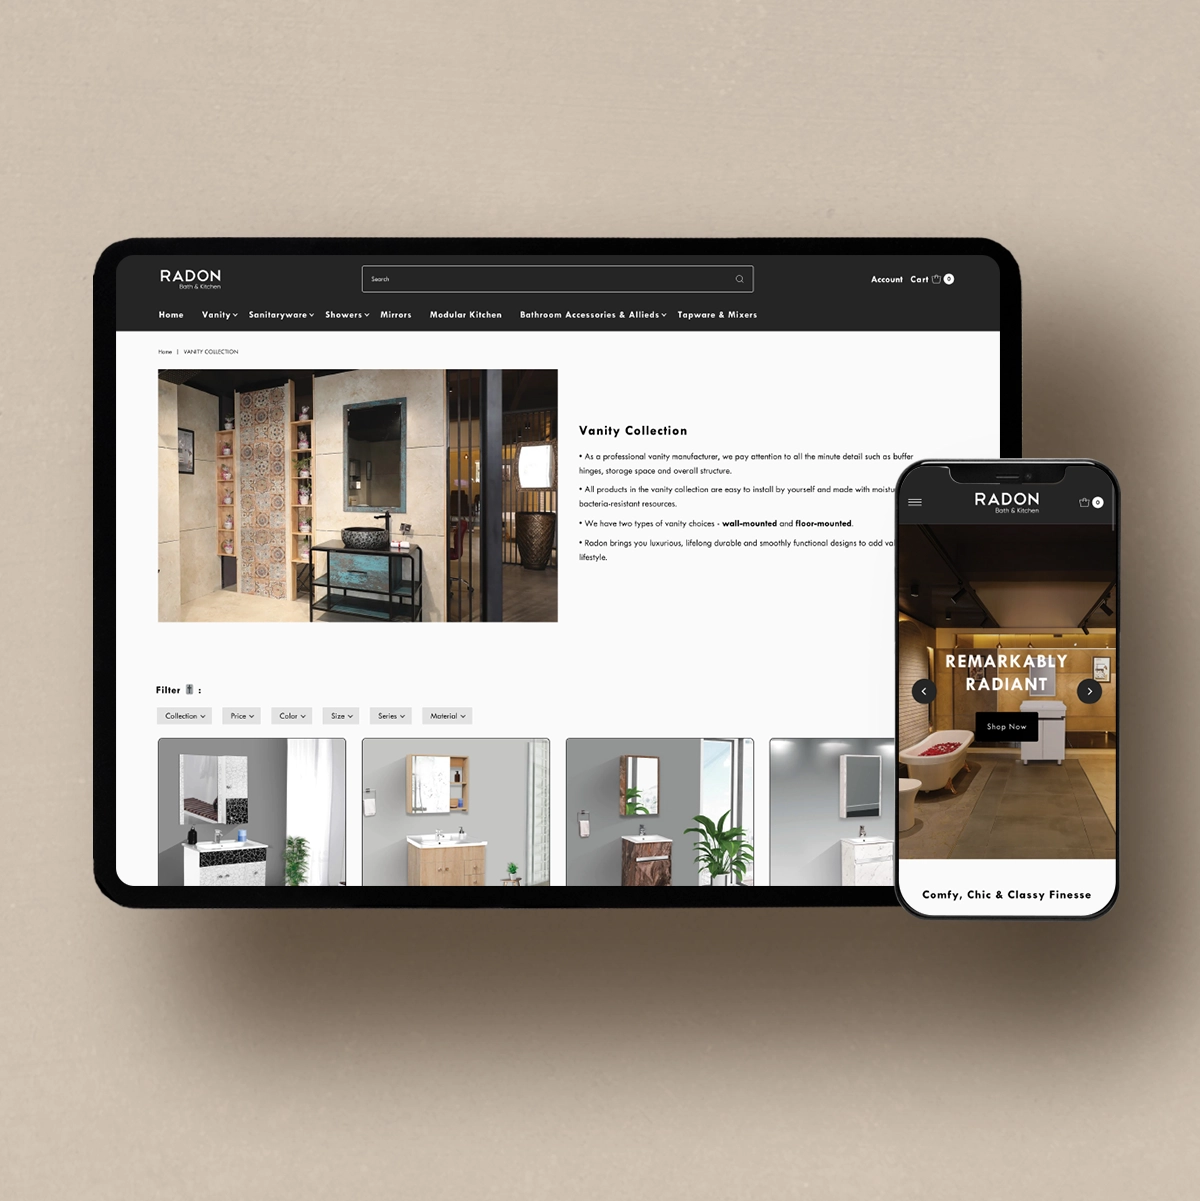 RADON
Bath & Kitchen
Search
Account Cart 0
Home Vanity Sanitaryware Showers Mirrors Modular Kitchen Bathroom Accessories & Allieds Tapware & Mixers
Home | VANITY COLLECTION
Vanity Collection
• As a professional vanity manufacturer, we pay attention to all the minute detail such as buffer
hinges, storage space and overall structure.
• All products in the vanity collection are easy to install by yourself and made with
bacteria-resistant resources.
• We have two types of vanity choices - wall-mounted and floor-mounted.
• Radon brings you luxurious, lifelong durable and smoothly functional designs to add
lifestyle.
Filter :
Collection Price Color Size Series Material
RADON
Bath & Kitchen
0
REMARKABLY
RADIANT
Shop Now
Comfy, Chic & Classy Finesse